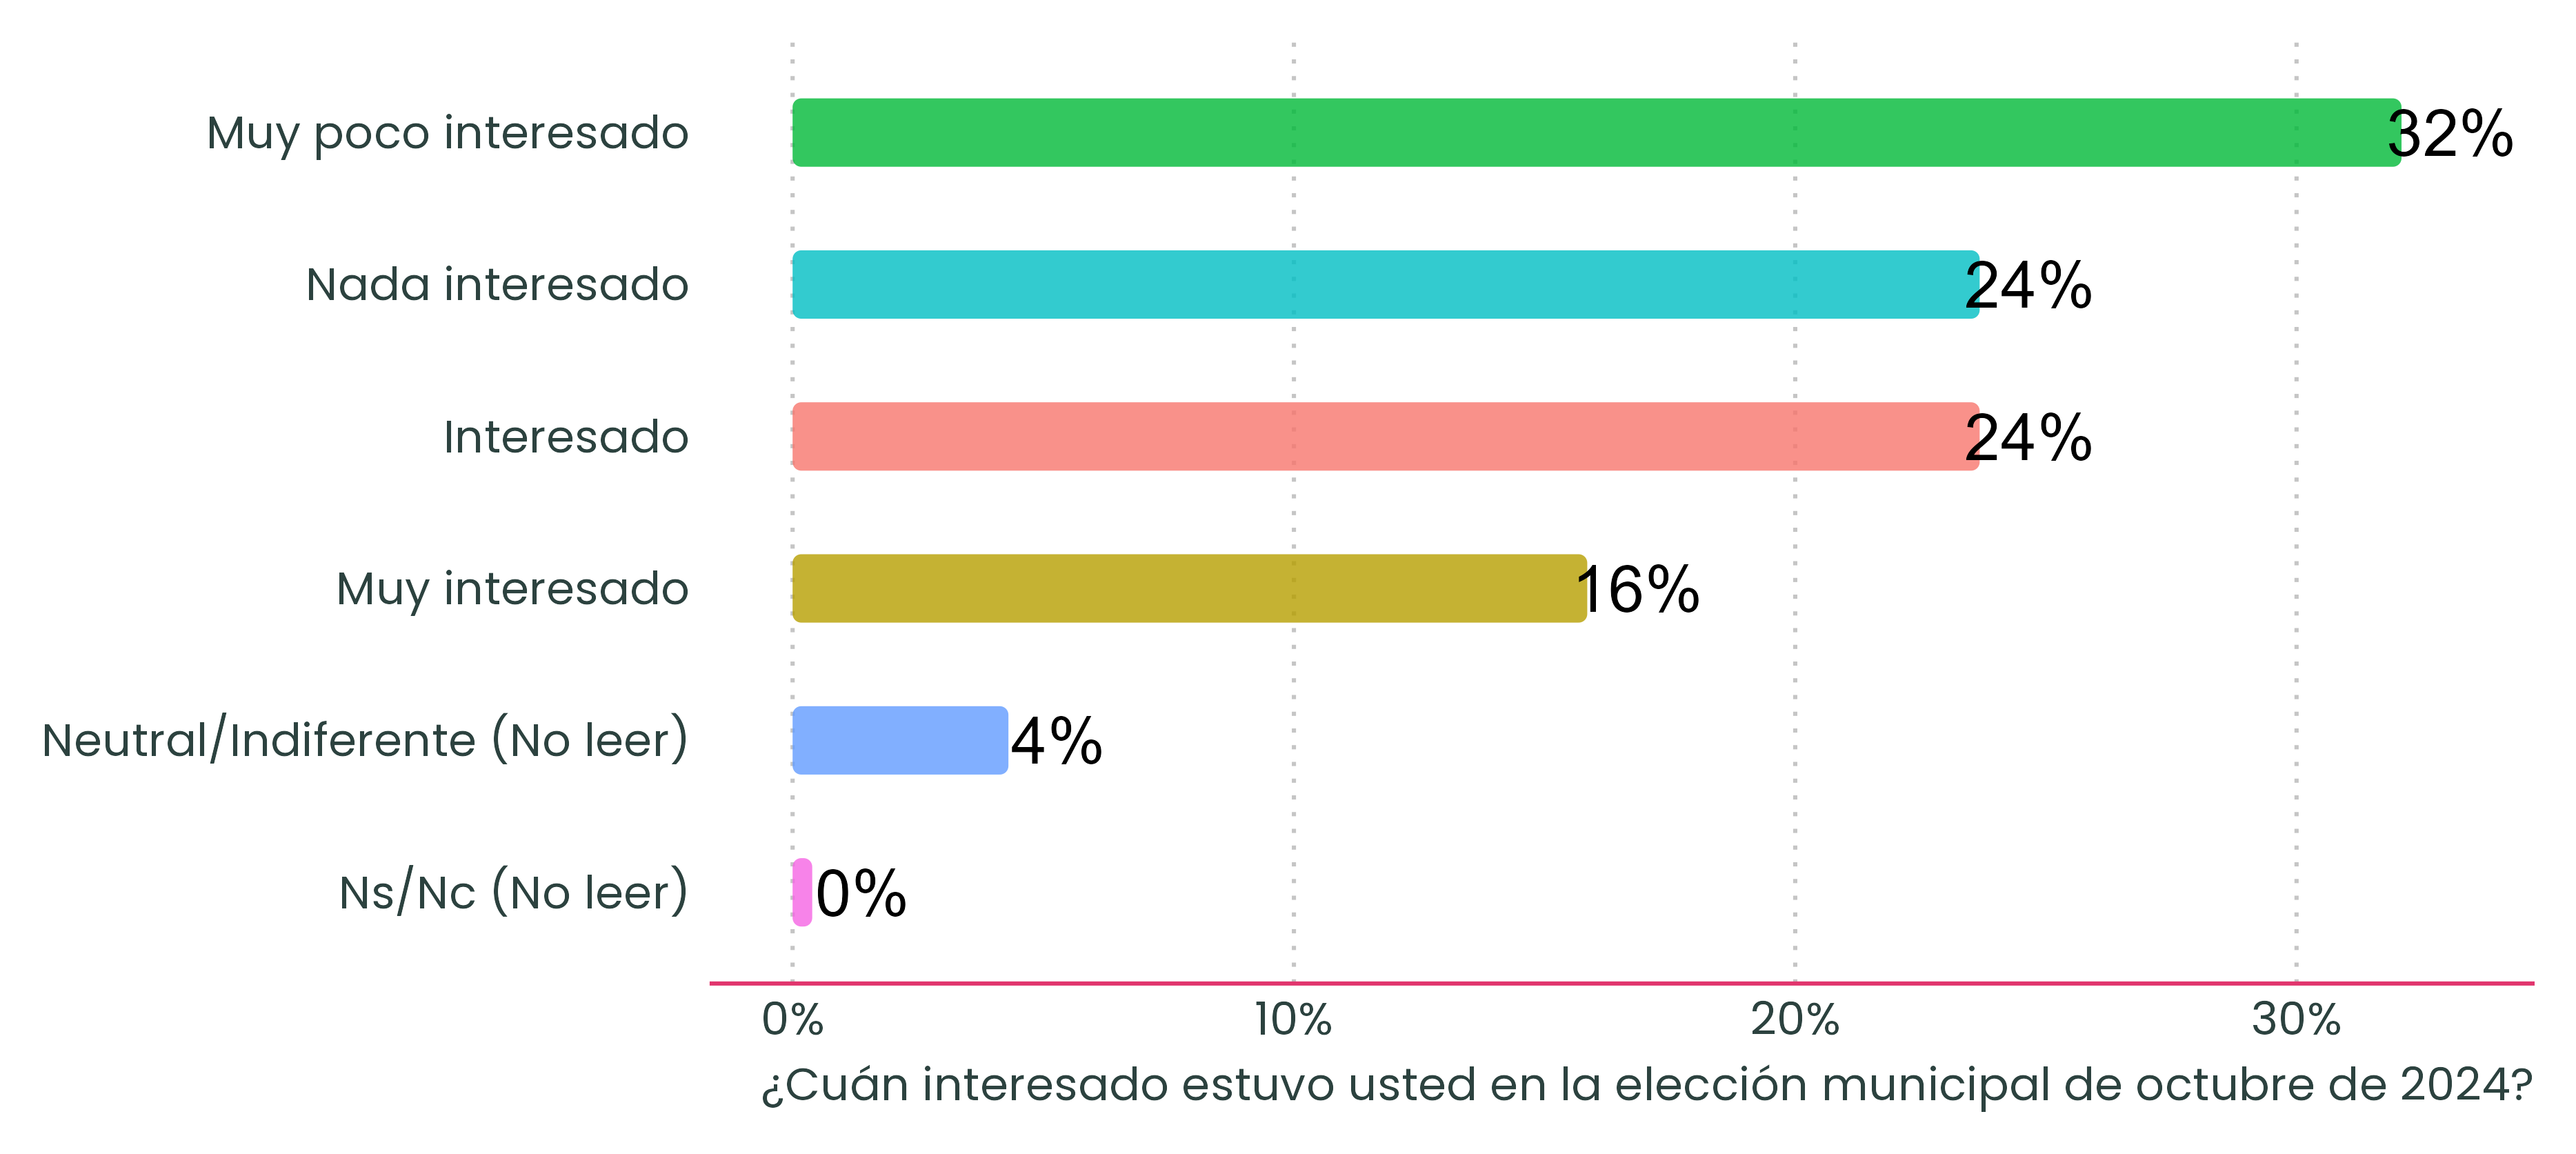 Muy poco interesado 32%
Nada interesado 24%
Interesado 24%
Muy interesado 16%
Neutral/Indiferente (No leer) 4%
Ns/Nc (No leer) 0%
0% 10% 20% 30%
¿Cuán interesado estuvo usted en la elección municipal de octubre de 2024?